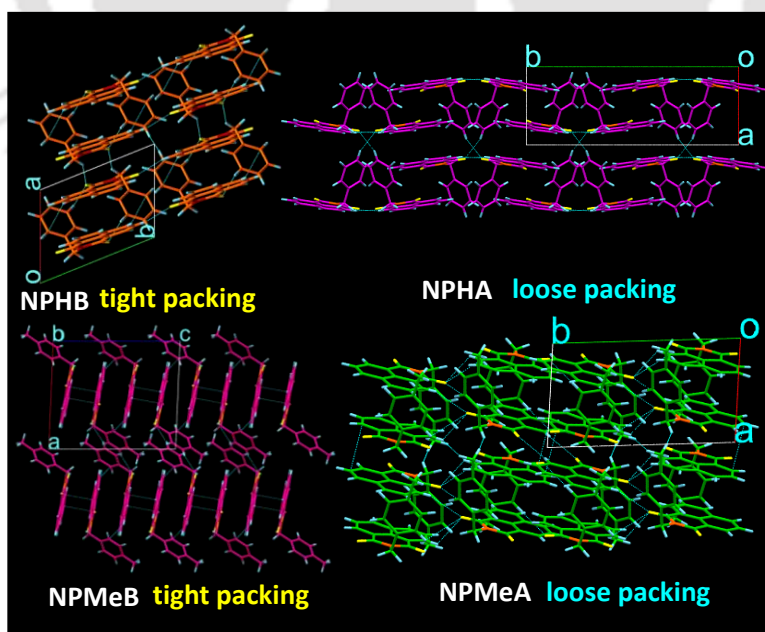 b
o
a
a
b
o
NPHB tight packing
a
NPHA loose packing
b
c
a
NPMeB tight packing
b
o
a
NPMeA loose packing